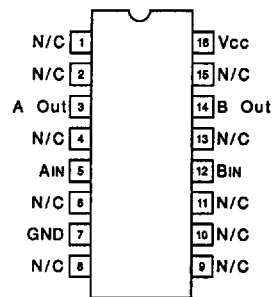 N/C 1 16 Vcc
N/C 2 15 N/C
A Out 3 14 B Out
N/C 4 13 N/C
AIN 5 12 BIN
N/C 6 11 N/C
GND 7 10 N/C
N/C 8 9 N/C